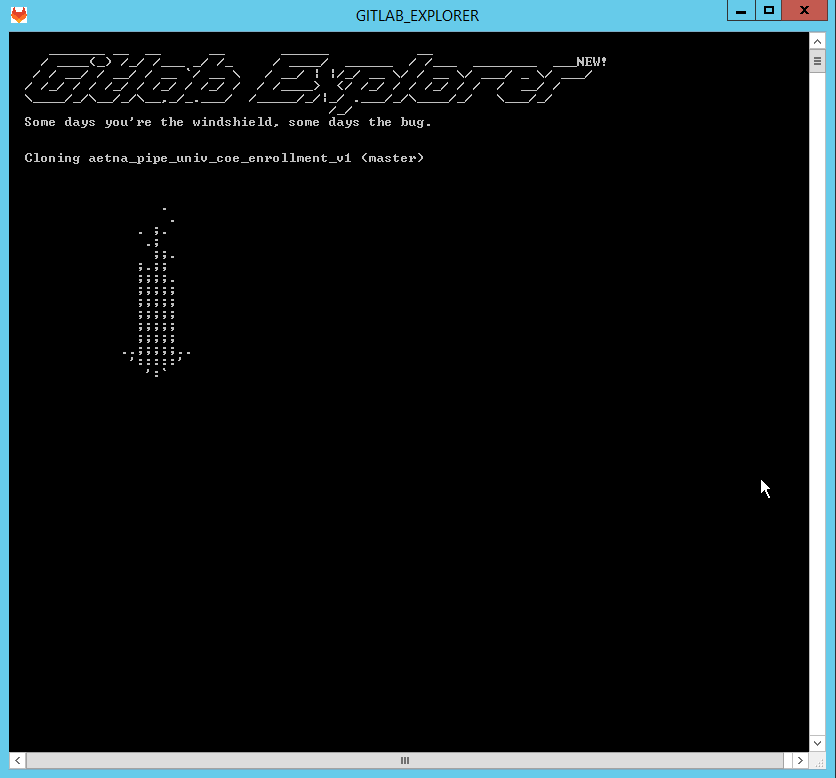 GITLAB_EXPLORER
Gitlab Explorer
NEW!
Some days you're the windshield, some days the bug.
Cloning aetna_pipe_univ_coe_enrollment_v1 (master)